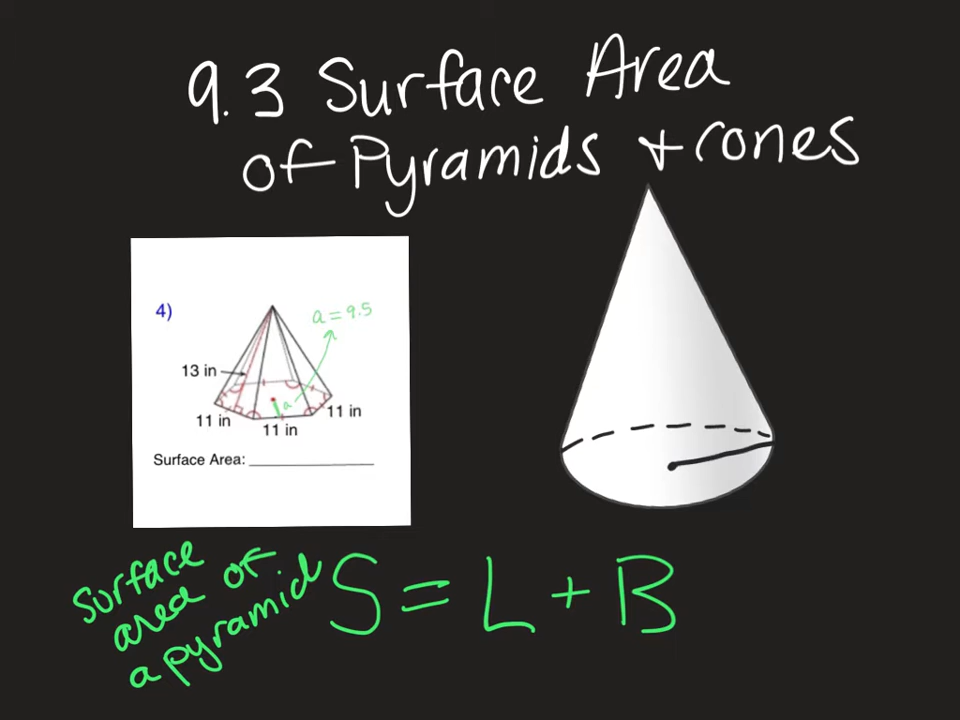 9.3 Surface Area
of Pyramids + cones
4)
a = 9.5
13 in
a
11 in
11 in
11 in
Surface Area:
Surface
area of
a pyramid
S = L + B